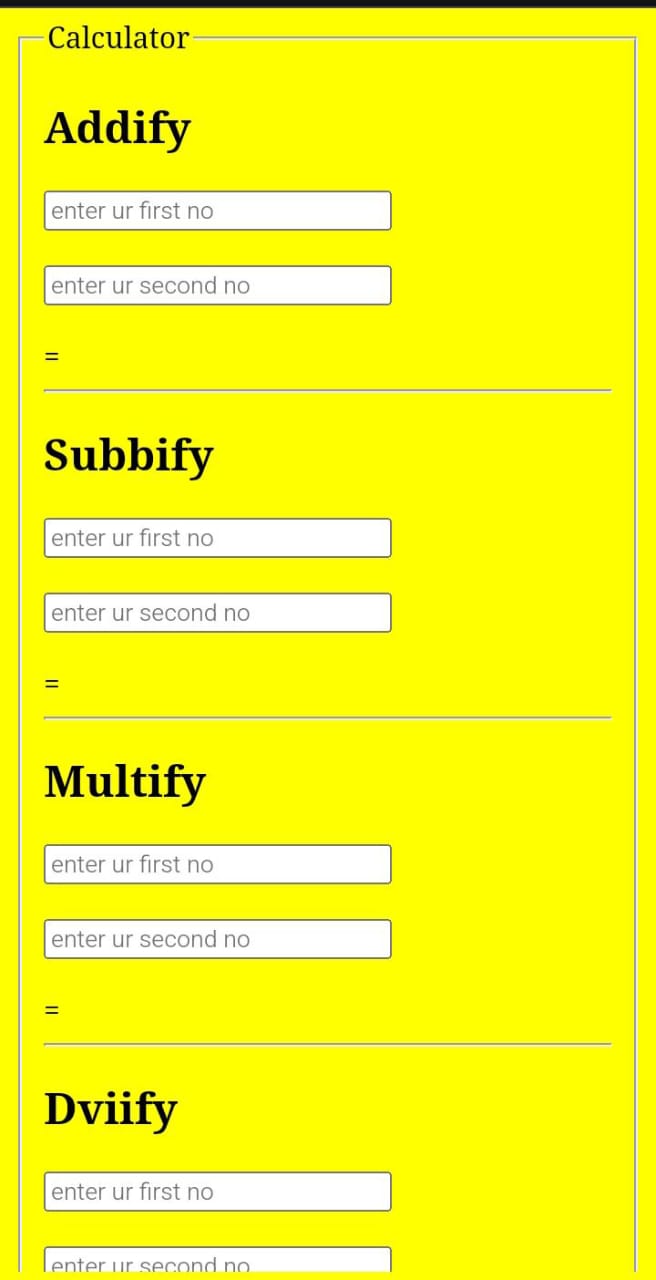 Calculator
Addify
enter ur first no
enter ur second no
=
Subbify
enter ur first no
enter ur second no
=
Multify
enter ur first no
enter ur second no
=
Dviify
enter ur first no
enter ur second no